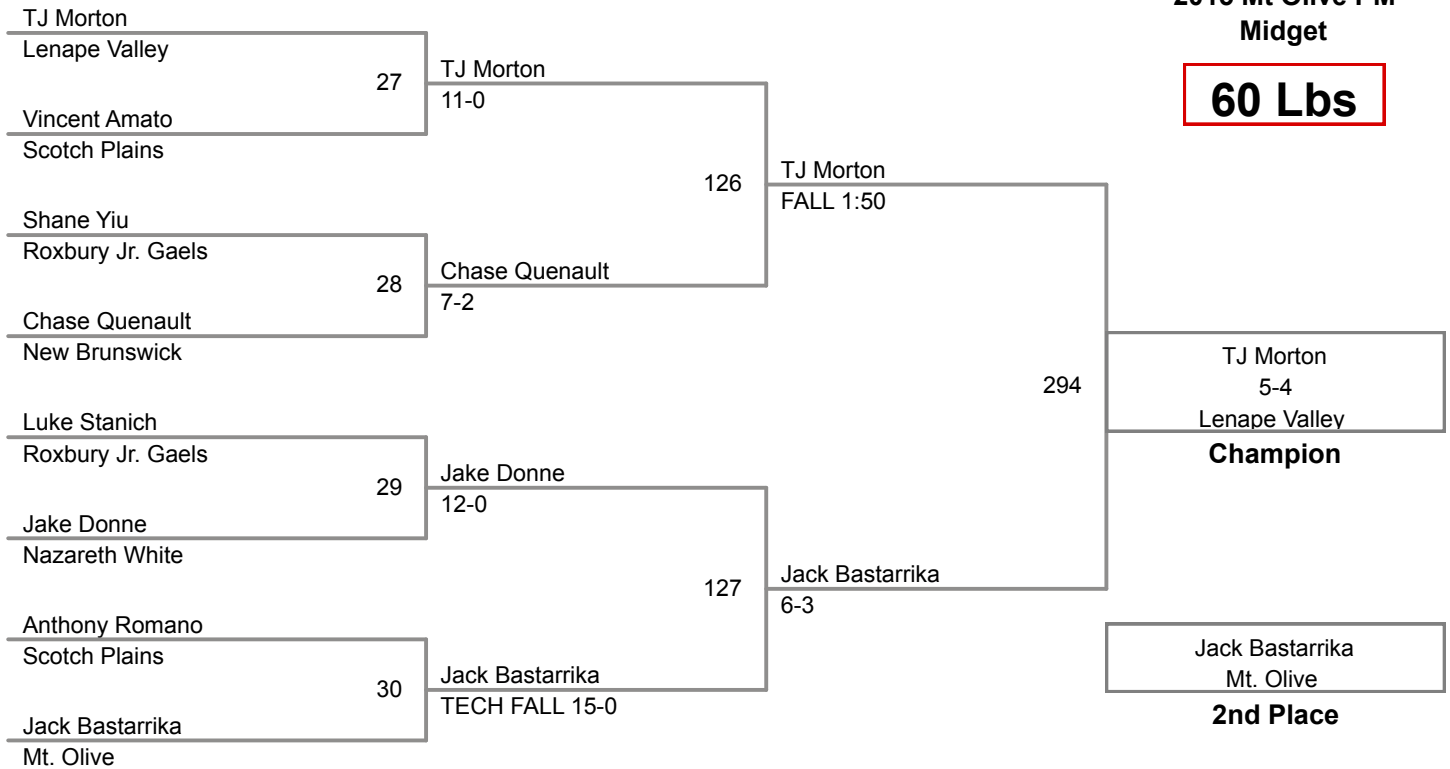 TJ Morton
Lenape Valley
27
Vincent Amato
Scotch Plains
TJ Morton
11-0
Shane Yiu
Roxbury Jr. Gaels
28
Chase Quenault
New Brunswick
Chase Quenault
7-2
126
TJ Morton
FALL 1:50
Luke Stanich
Roxbury Jr. Gaels
29
Jake Donne
Nazareth White
Jake Donne
12-0
Anthony Romano
Scotch Plains
30
Jack Bastarrika
Mt. Olive
Jack Bastarrika
TECH FALL 15-0
127
Jack Bastarrika
6-3
294
Midget
60 Lbs
TJ Morton
5-4
Lenape Valley
Champion
Jack Bastarrika
Mt. Olive
2nd Place